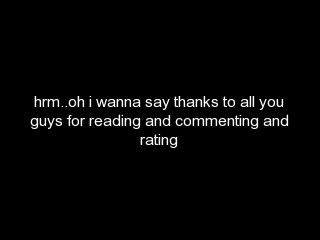 hrm..oh i wanna say thanks to all you
guys for reading and commenting and
rating